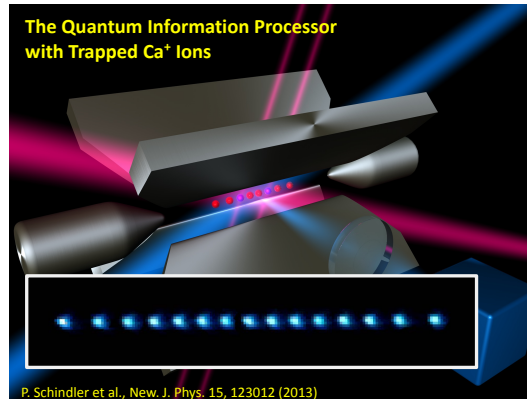 The Quantum Information Processor
with Trapped Ca⁺ Ions
P. Schindler et al., New. J. Phys. 15, 123012 (2013)